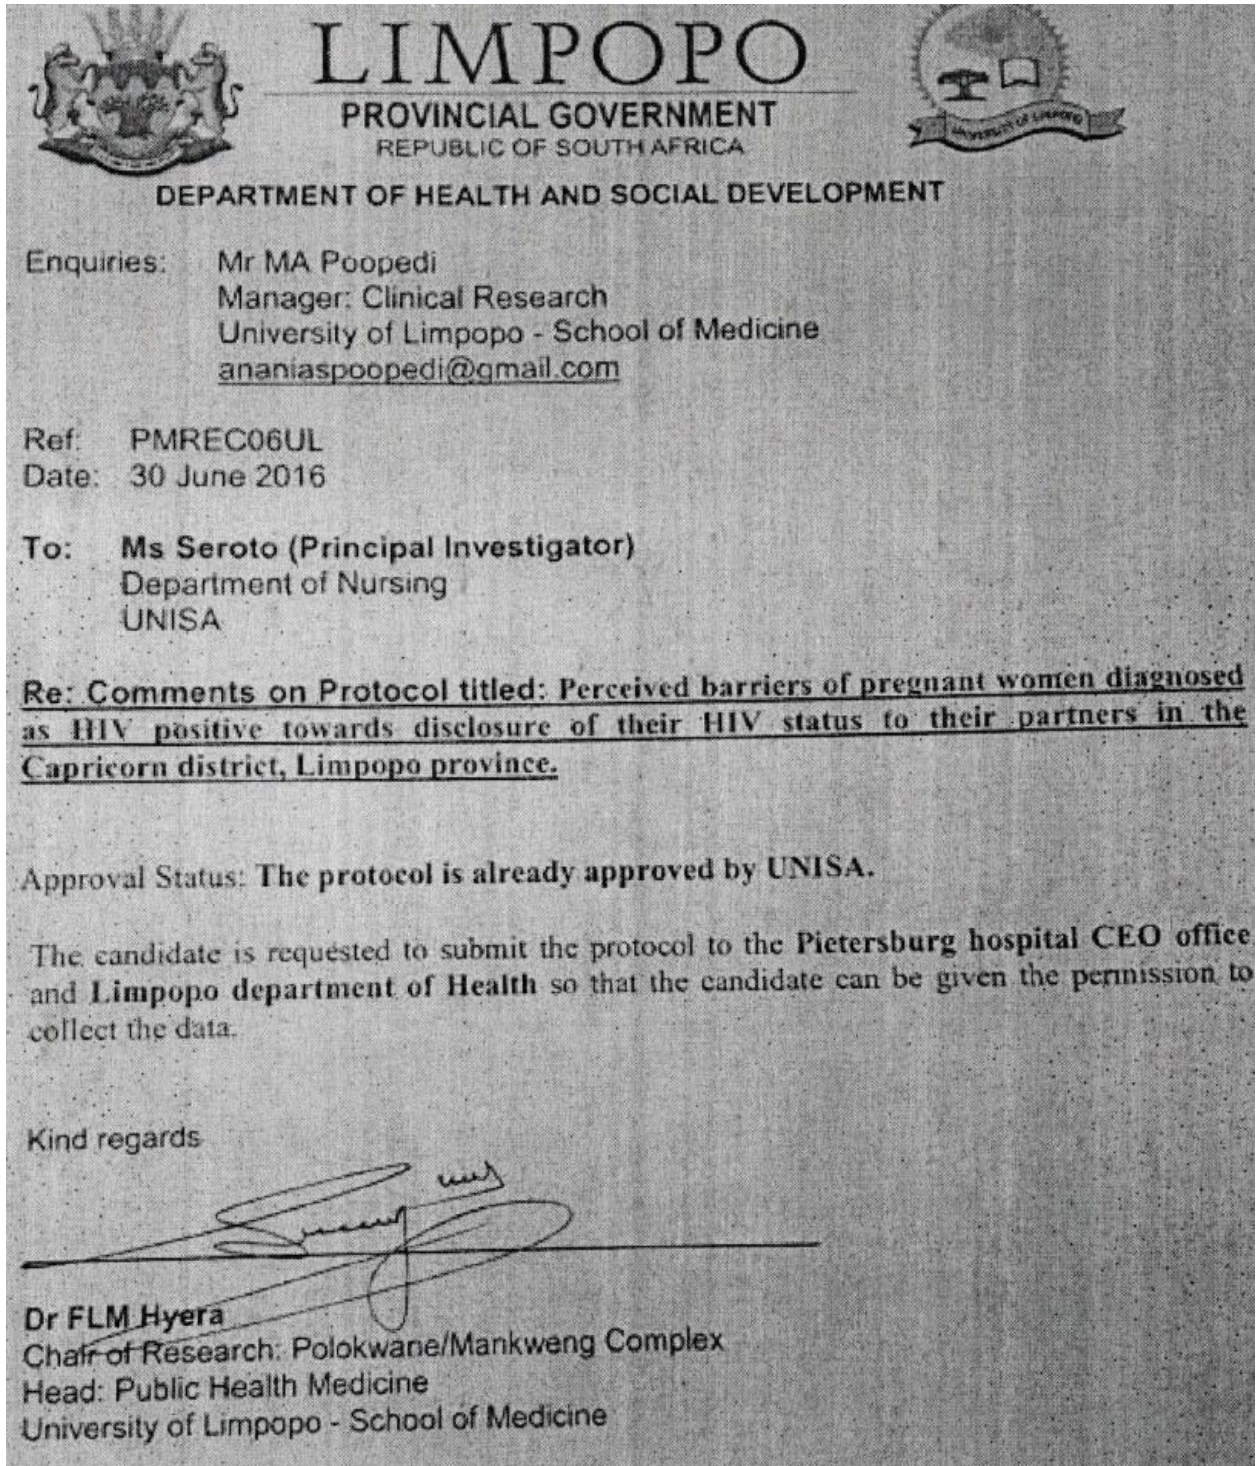 LIMPOPO
PROVINCIAL GOVERNMENT
REPUBLIC OF SOUTH AFRICA
UNIVERSITY OF LIMPOPO
DEPARTMENT OF HEALTH AND SOCIAL DEVELOPMENT
Enquiries: Mr MA Poopedi
Manager: Clinical Research
University of Limpopo - School of Medicine
ananiaspoopedi@gmail.com
Ref: PMREC06UL
Date: 30 June 2016
To: Ms Seroto (Principal Investigator)
Department of Nursing
UNISA
Re: Comments on Protocol titled: Perceived barriers of pregnant women diagnosed
as HIV positive towards disclosure of their HIV status to their partners in the
Capricorn district, Limpopo province.
Approval Status: The protocol is already approved by UNISA.
The candidate is requested to submit the protocol to the Pietersburg hospital CEO office
and Limpopo department of Health so that the candidate can be given the permission to
collect the data.
Kind regards
Dr FLM Hyera
Chair of Research: Polokwane/Mankweng Complex
Head: Public Health Medicine
University of Limpopo - School of Medicine